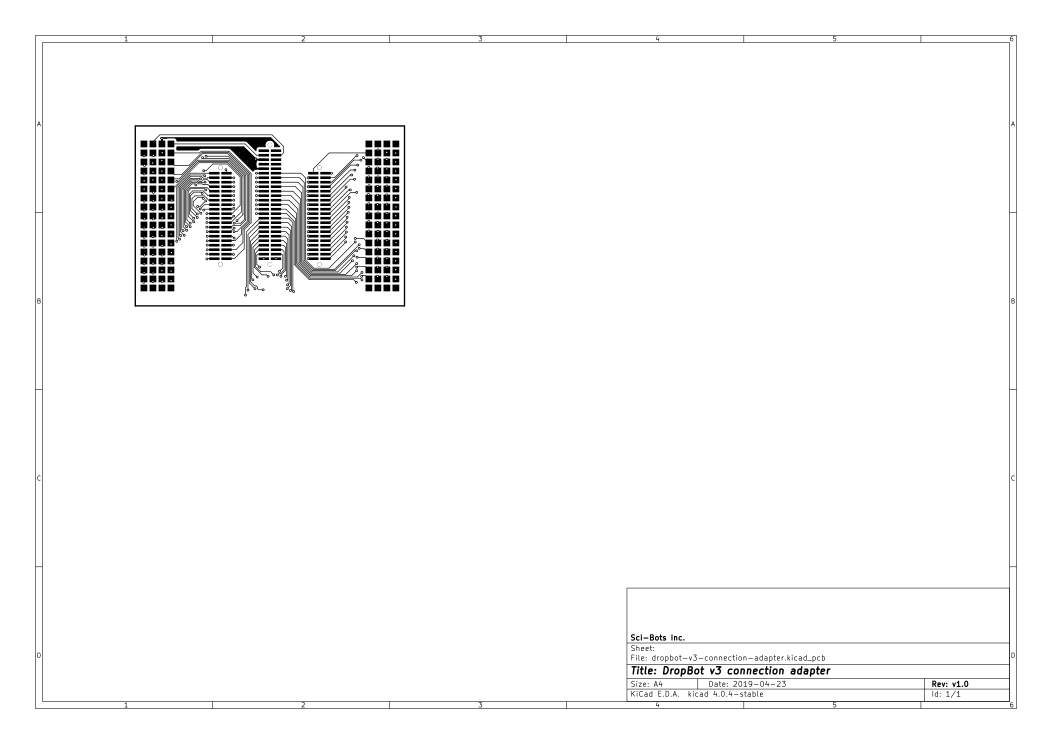 1 2 3 4 5 6
A A
B B
C C
D D
Sci-Bots Inc.
Sheet:
File: dropbot-v3-connection-adapter.kicad_pcb
Title: DropBot v3 connection adapter
Size: A4 Date: 2019-04-23 Rev: v1.0
KiCad E.D.A. kicad 4.0.4-stable Id: 1/1
1 2 3 4 5 6